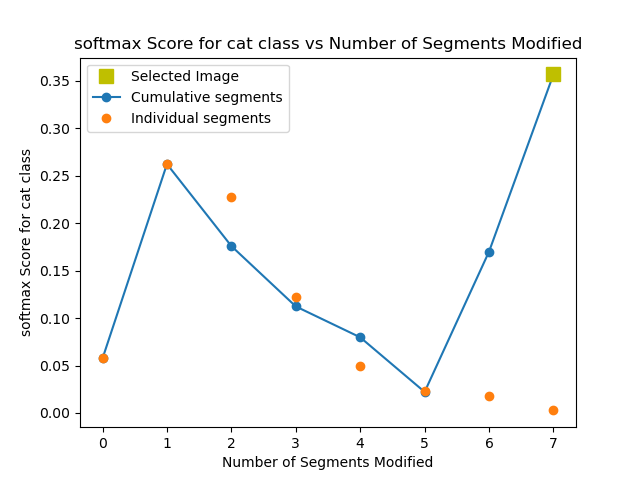 softmax Score for cat class vs Number of Segments Modified
Selected Image
Cumulative segments
Individual segments
softmax Score for cat class
0.35
0.30
0.25
0.20
0.15
0.10
0.05
0.00
0 1 2 3 4 5 6 7
Number of Segments Modified